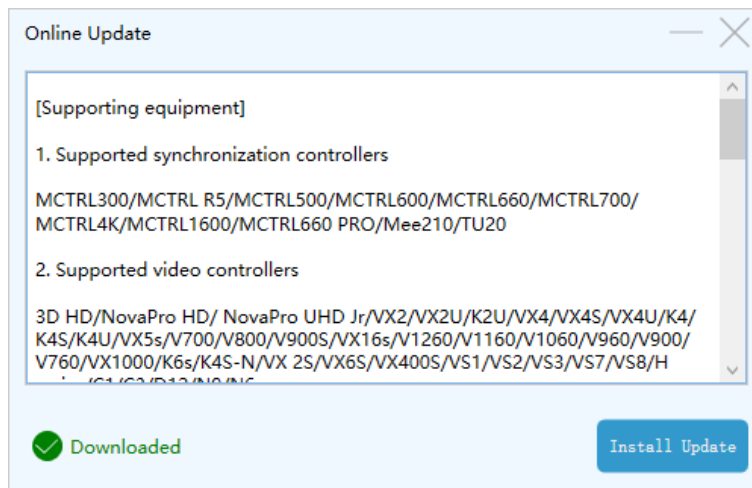 Online Update
[Supporting equipment]
1. Supported synchronization controllers
MCTRL300/MCTRL R5/MCTRL500/MCTRL600/MCTRL660/MCTRL700/
MCTRL4K/MCTRL1600/MCTRL660 PRO/Mee210/TU20
2. Supported video controllers
3D HD/NovaPro HD/ NovaPro UHD Jr/VX2/VX2U/K2U/VX4/VX4S/VX4U/K4/
K4S/K4U/VX5s/V700/V800/V900S/VX16s/V1260/V1160/V1060/V960/V900/
V760/VX1000/K6s/K4S-N/VX 2S/VX6S/VX400S/VS1/VS2/VS3/VS7/VS8/H
Downloaded
Install Update